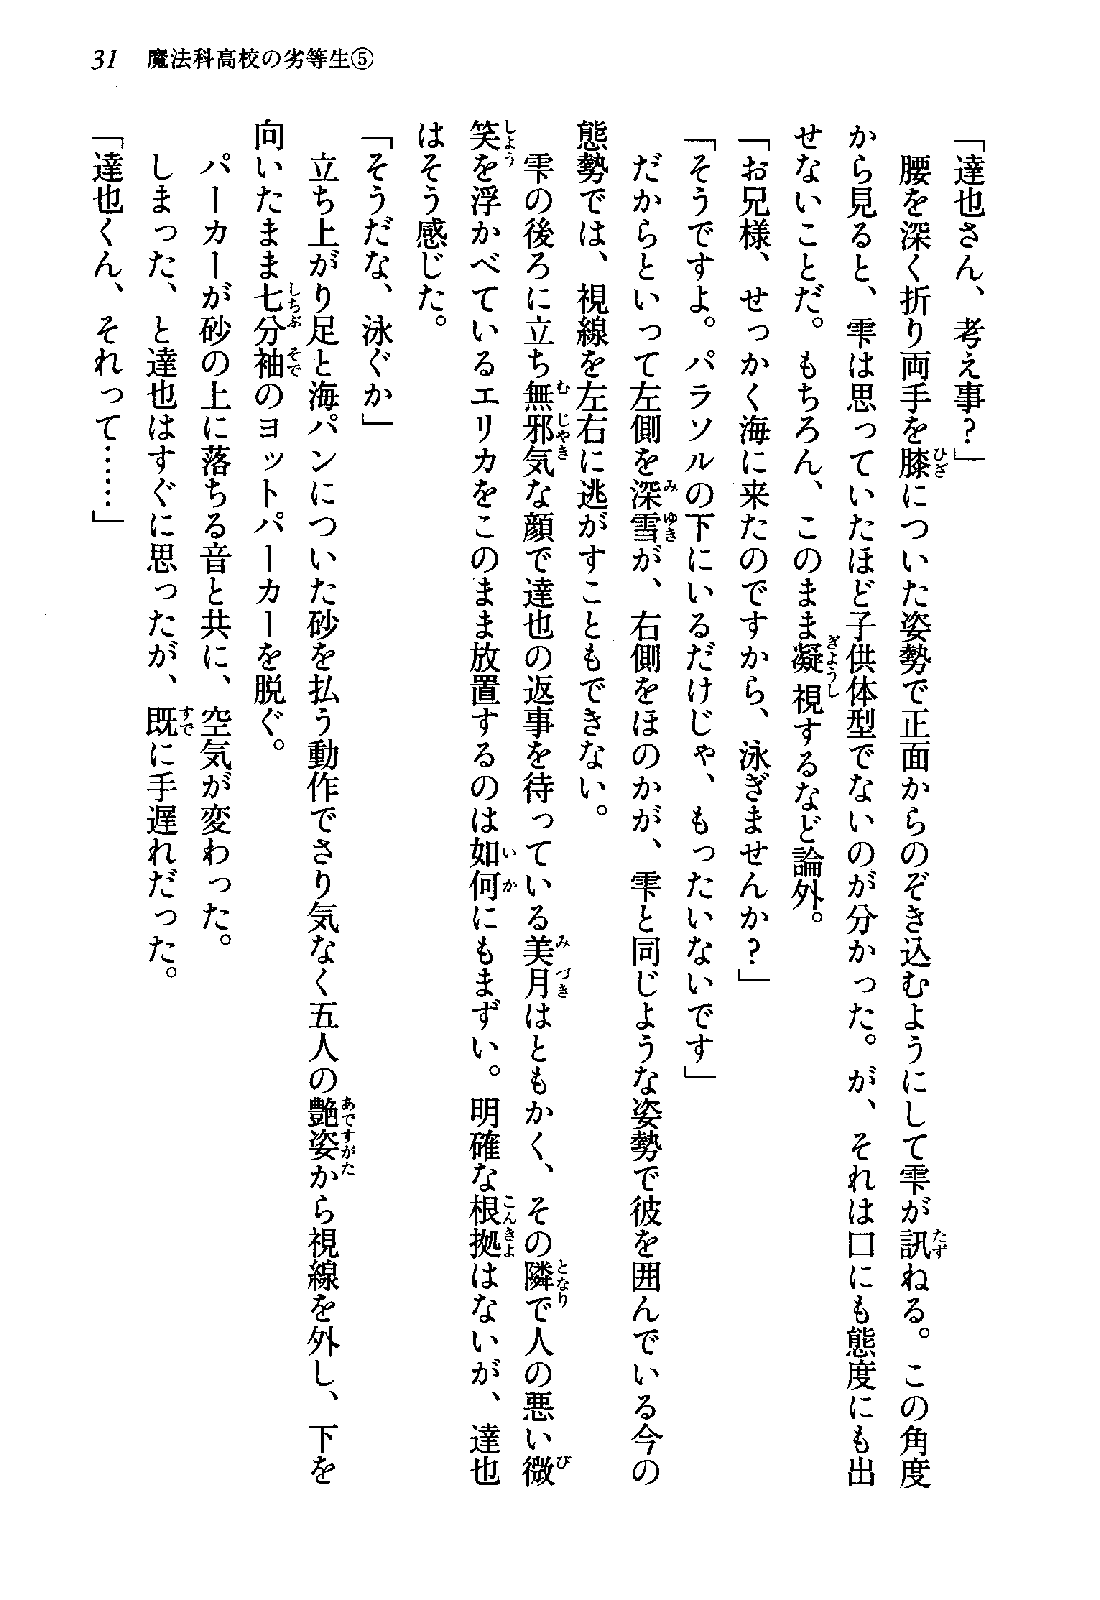 31 魔法科高校の劣等生⑤
「達也さん、考え事?」
腰を深く折り両手を膝についた姿勢で正面からのぞき込むようにして雫が訊ねる。この角度
から見ると、雫は思っていたほど子供体型でないのが分かった。が、それは口にも態度にも出
せないことだ。もちろん、このまま凝視するなど論外。
「お兄様、せっかく海に来たのですから、泳ぎませんか?」
「そうですよ。パラソルの下にいるだけじゃ、もったいないです」
だからといって左側を深雪が、右側をほのかが、雫と同じような姿勢で彼を囲んでいる今の
態勢では、視線を左右に逃がすこともできない。
雫の後ろに立ち無邪気な顔で達也の返事を待っている美月はともかく、その隣で人の悪い微
笑を浮かべているエリカをこのまま放置するのは如何にもまずい。明確な根拠はないが、達也
はそう感じた。
「そうだな、泳ぐか」
立ち上がり足と海パンについた砂を払う動作でさり気なく五人の艶姿から視線を外し、下を
向いたまま七分袖のヨットパーカーを脱ぐ。
パーカーが砂の上に落ちる音と共に、空気が変わった。
しまった、と達也はすぐに思ったが、既に手遅れだった。
「達也くん、それって……」